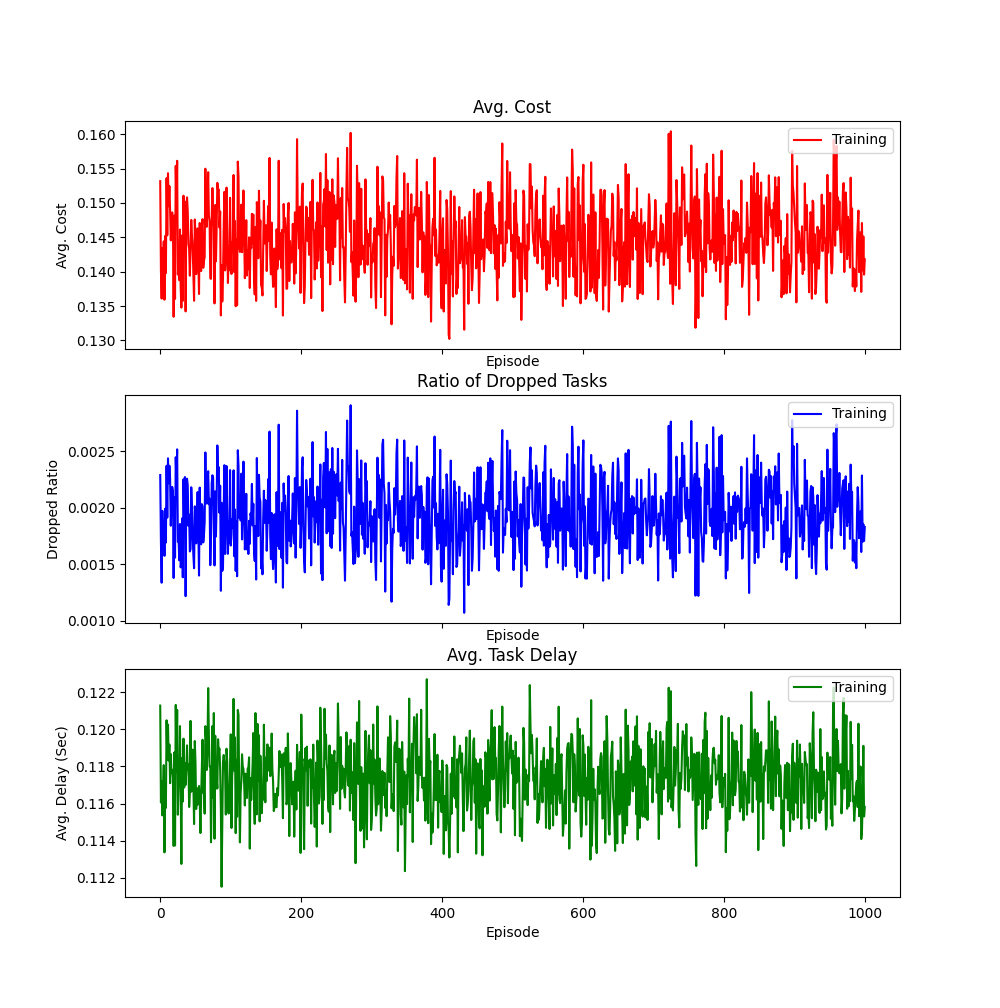 Avg. Cost
0.160
Training
0.155
0.150
0.145
0.140
0.135
0.130
Avg. Cost
Episode
Ratio of Dropped Tasks
Training
0.0025
0.0020
0.0015
0.0010
Dropped Ratio
Episode
Avg. Task Delay
0.122
Training
0.120
0.118
0.116
0.114
0.112
Avg. Delay (Sec)
0 200 400 600 800 1000
Episode